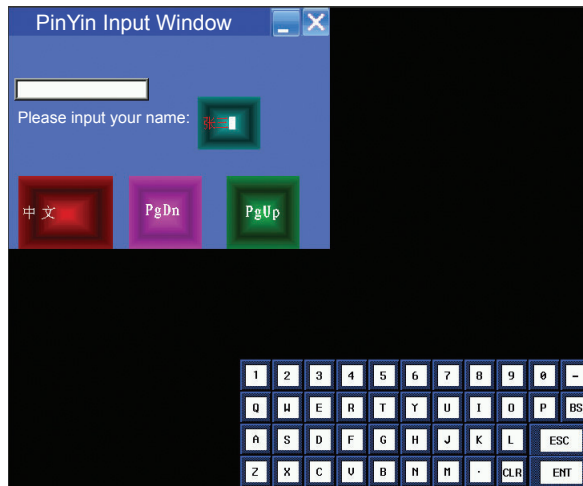 PinYin Input Window
Please input your name: 张
中文 PgDn PgUp
1 2 3 4 5 6 7 8 9 0 -
Q W E R T Y U I O P BS
A S D F G H J K L ESC
Z X C V B N M . CLR ENT